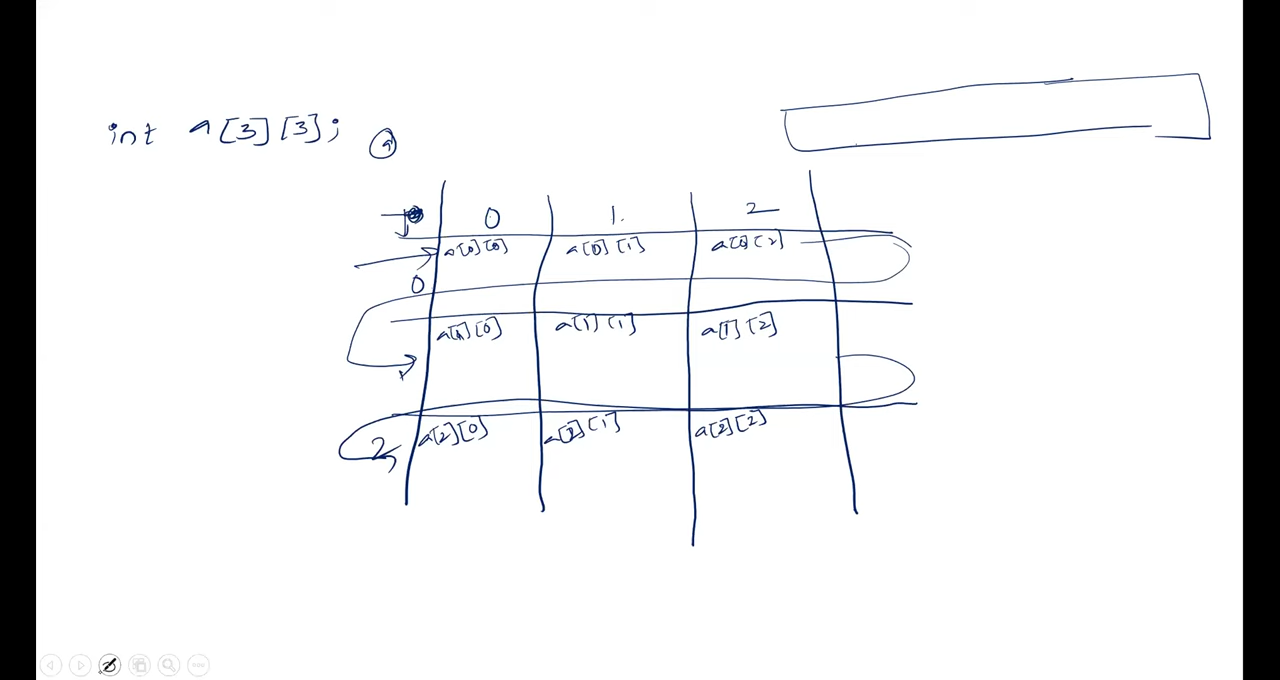 int a[3][3]; a
0 1 2
a[0][0] a[0][1] a[0][2]
0
a[1][0] a[1][1] a[1][2]
1
a[2][0] a[2][1] a[2][2]
2